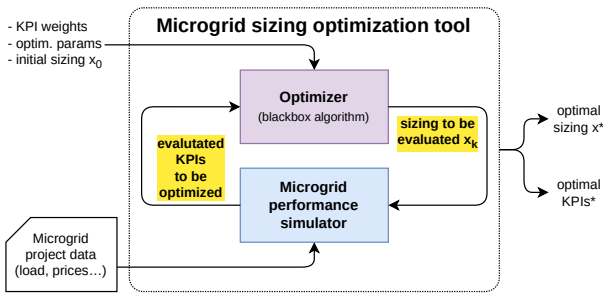 Microgrid sizing optimization tool
- KPI weights
- optim. params
- initial sizing x0
Optimizer
(blackbox algorithm)
evalutated
KPIs
to be
optimized
sizing to be
evaluated xk
Microgrid
performance
simulator
optimal
sizing x*
optimal
KPIs*
Microgrid
project data
(load, prices…)